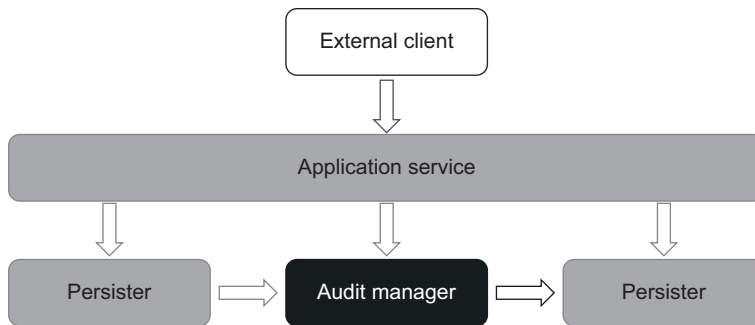 External client
Application service
Persister
Audit manager
Persister